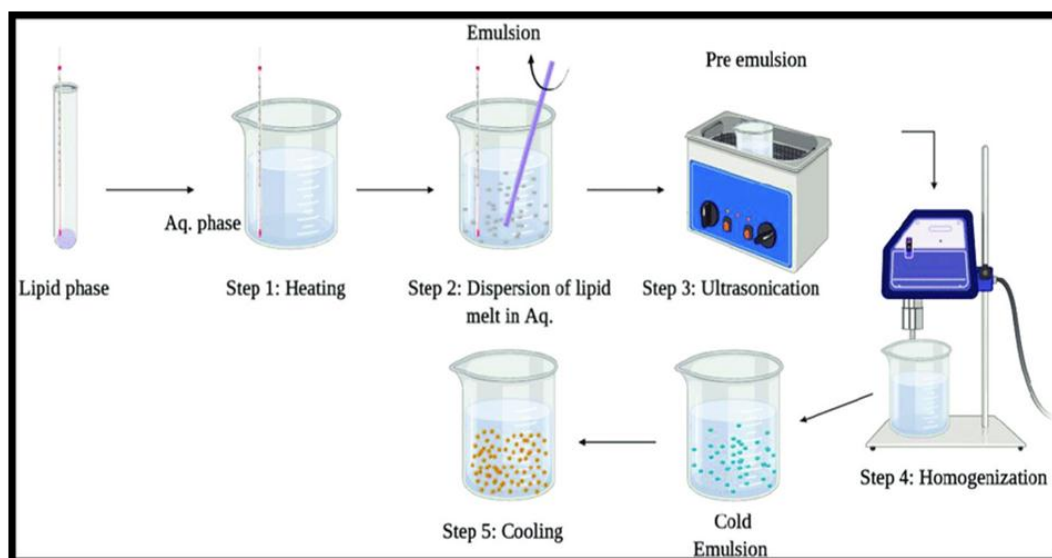 Emulsion
Pre emulsion
Aq. phase
Lipid phase
Step 1: Heating
Step 2: Dispersion of lipid
melt in Aq.
Step 3: Ultrasonication
Step 4: Homogenization
Cold
Emulsion
Step 5: Cooling